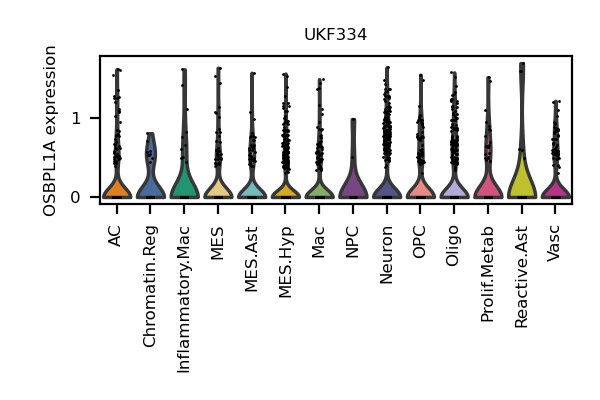 UKF334
OSBPL1A expression
1
0
AC
Chromatin.Reg
Inflammatory.Mac
MES
MES.Ast
MES.Hyp
Mac
NPC
Neuron
OPC
Oligo
Prolif.Metab
Reactive.Ast
Vasc